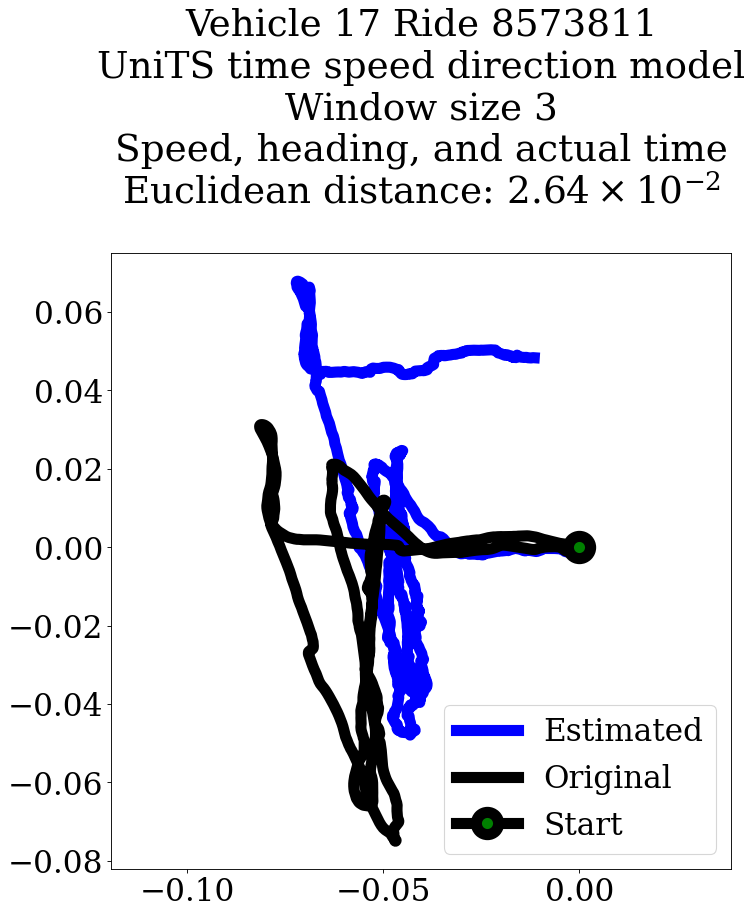 Vehicle 17 Ride 8573811
UniTS time speed direction model
Window size 3
Speed, heading, and actual time
Euclidean distance: 2.64 × 10⁻²
0.06
0.04
0.02
0.00
−0.02
−0.04
−0.06
−0.08
−0.10
−0.05
0.00
Estimated
Original
Start